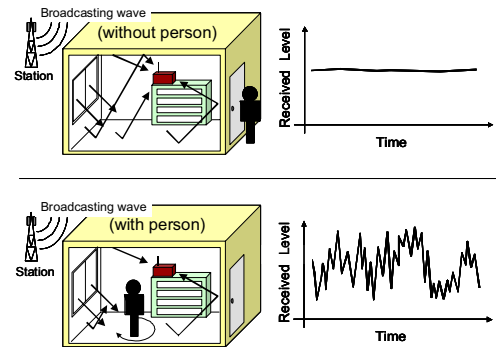 Broadcasting wave
(without person)
Station
Received Level
Time
Broadcasting wave
(with person)
Station
Received Level
Time